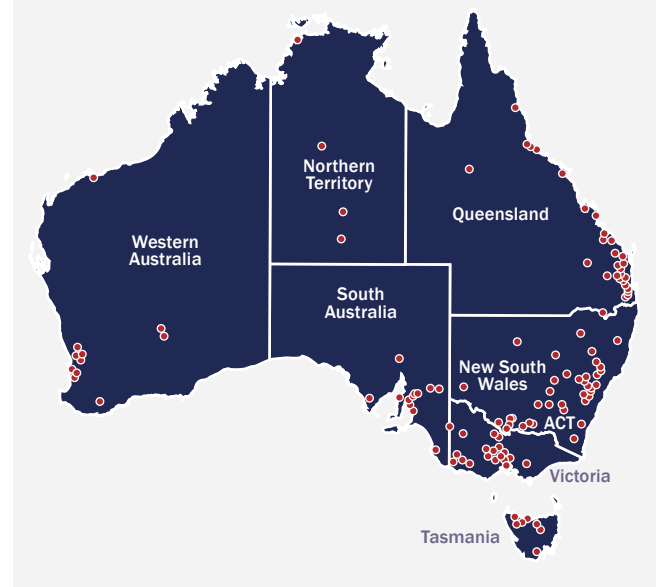 Northern
Territory
Queensland
Western
Australia
South
Australia
New South
Wales
ACT
Victoria
Tasmania